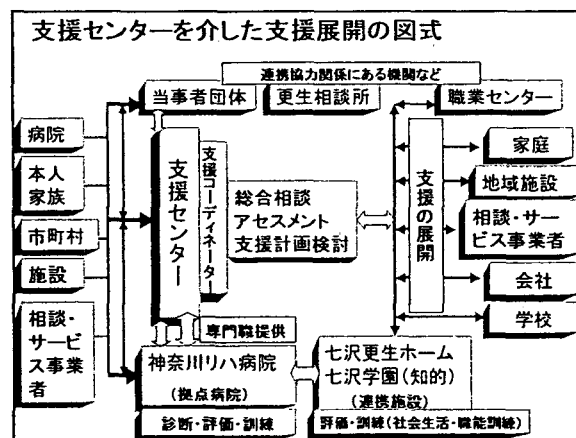 支援センターを介した支援展開の図式
連携協力関係にある機関など
当事者団体
更生相談所
職業センター
病院
本人
家族
市町村
施設
相談・
サービ
ス事業
者
支援センター
支援コーディネーター
総合相談
アセスメント
支援計画検討
支援の展開
家庭
地域施設
相談・サー
ビス事業者
会社
学校
専門職提供
神奈川リハ病院
(拠点病院)
診断・評価・訓練
七沢更生ホーム
七沢学園(知的)
(連携施設)
評価・訓練(社会生活・職能訓練)